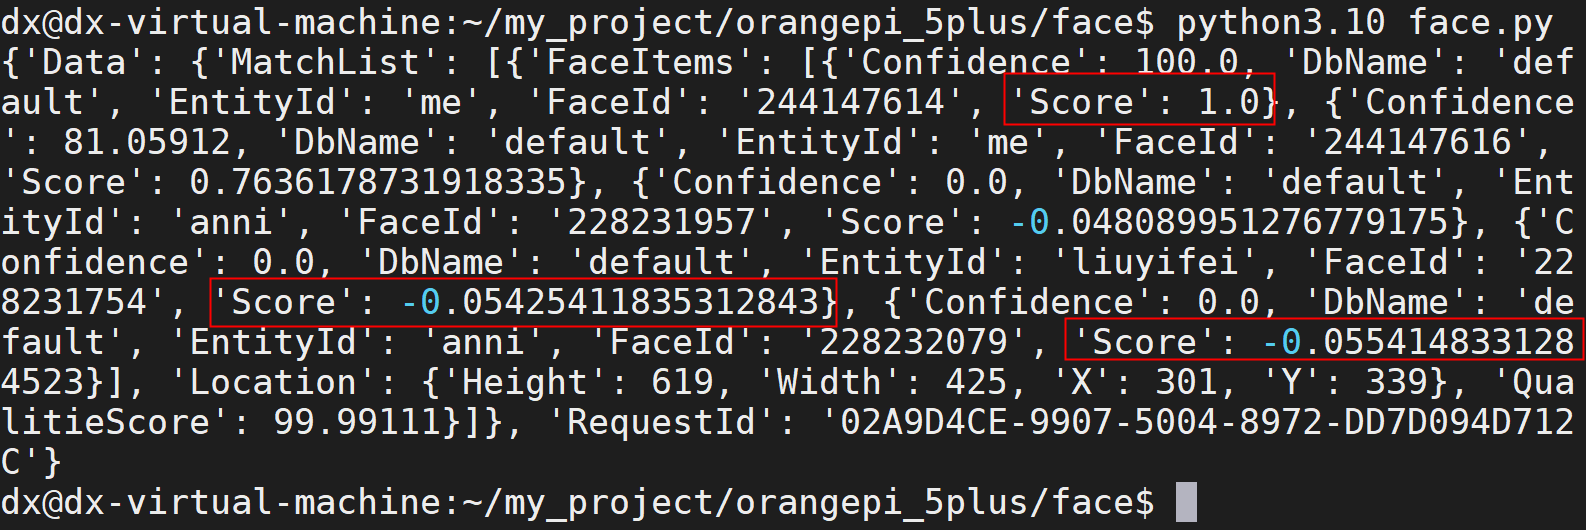 dx@dx-virtual-machine:~/my_project/orangepi_5plus/face$ python3.10 face.py
{'Data': {'MatchList': [{'FaceItems': [{'Confidence': 100.0, 'DbName': 'def
ault', 'EntityId': 'me', 'FaceId': '244147614', 'Score': 1.0}, {'Confidence
': 81.05912, 'DbName': 'default', 'EntityId': 'me', 'FaceId': '244147616',
'Score': 0.7636178731918335}, {'Confidence': 0.0, 'DbName': 'default', 'Ent
ityId': 'anni', 'FaceId': '228231957', 'Score': -0.048089951276779175}, {'C
onfidence': 0.0, 'DbName': 'default', 'EntityId': 'liuyifei', 'FaceId': '22
8231754', 'Score': -0.05425411835312843}, {'Confidence': 0.0, 'DbName': 'de
fault', 'EntityId': 'anni', 'FaceId': '228232079', 'Score': -0.055414833128
4523}], 'Location': {'Height': 619, 'Width': 425, 'X': 301, 'Y': 339}, 'Qua
litieScore': 99.99111}]}, 'RequestId': '02A9D4CE-9907-5004-8972-DD7D094D712
C'}
dx@dx-virtual-machine:~/my_project/orangepi_5plus/face$